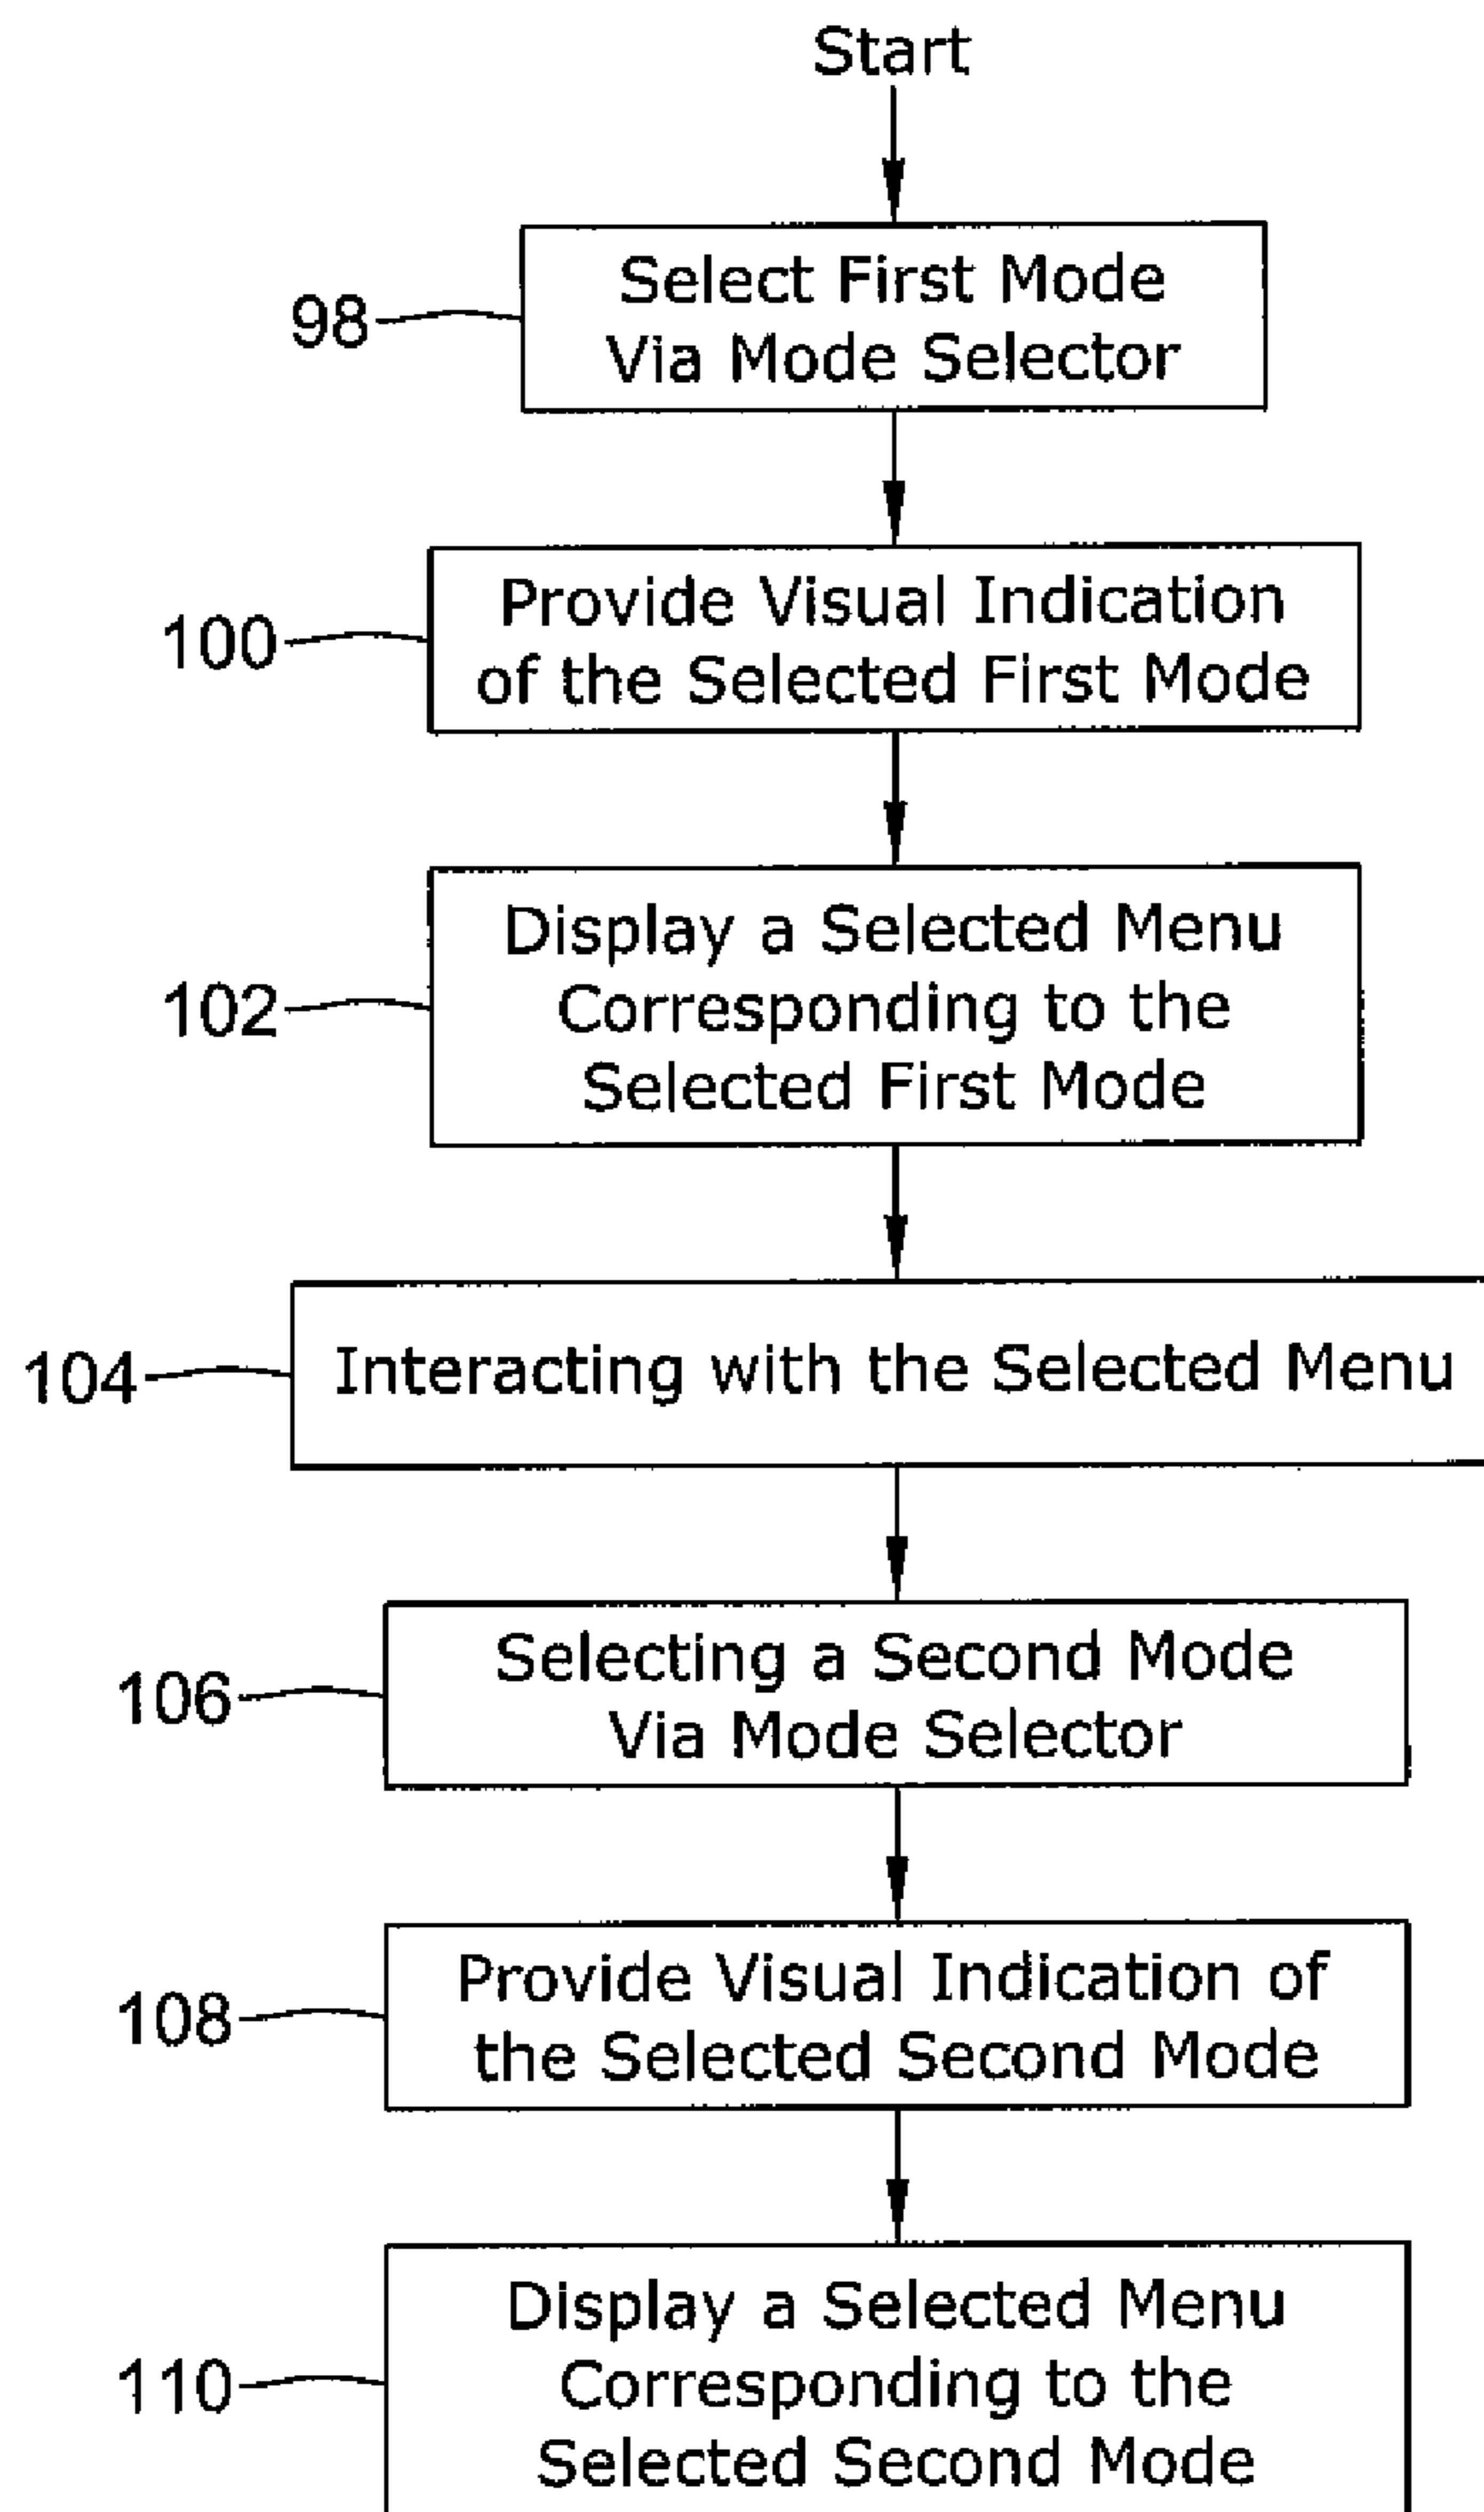 Start
98
Select First Mode
Via Mode Selector
100
Provide Visual Indication
of the Selected First Mode
102
Display a Selected Menu
Corresponding to the
Selected First Mode
104
Interacting with the Selected Menu
106
Selecting a Second Mode
Via Mode Selector
108
Provide Visual Indication of
the Selected Second Mode
110
Display a Selected Menu
Corresponding to the
Selected Second Mode